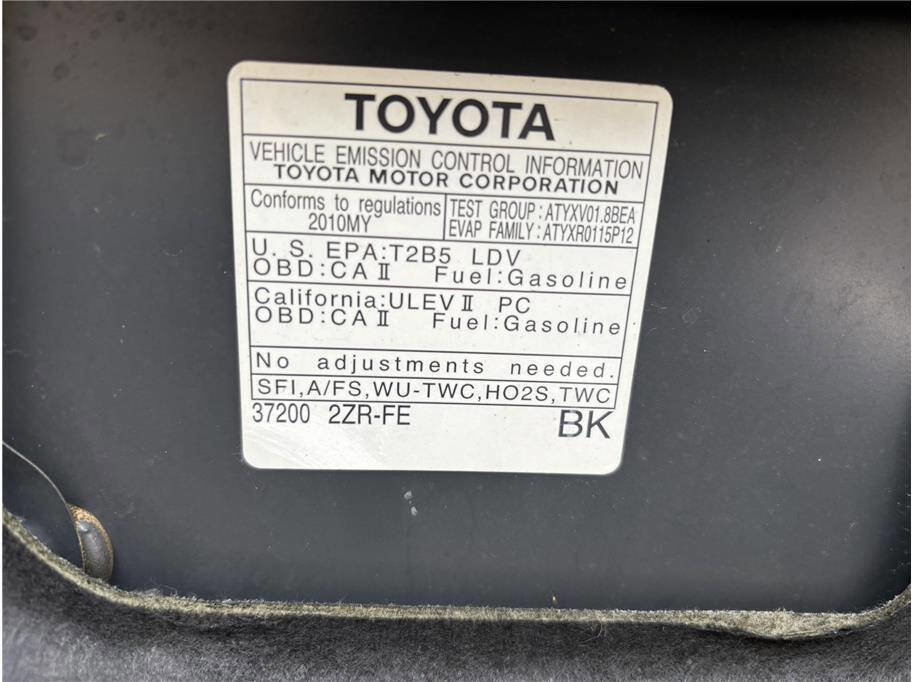 TOYOTA
VEHICLE EMISSION CONTROL INFORMATION
TOYOTA MOTOR CORPORATION
Conforms to regulations
2010MY
TEST GROUP : ATYXV01.8BEA
EVAP FAMILY: ATYXR0115P12
U. S. EPA:T2B5 LDV
OBD:CA II Fuel:Gasoline
California:ULEV II PC
OBD:CA II Fuel:Gasoline
No adjustments needed.
SFI,A/FS,WU-TWC,HO2S,TWC
37200 2ZR-FE BK